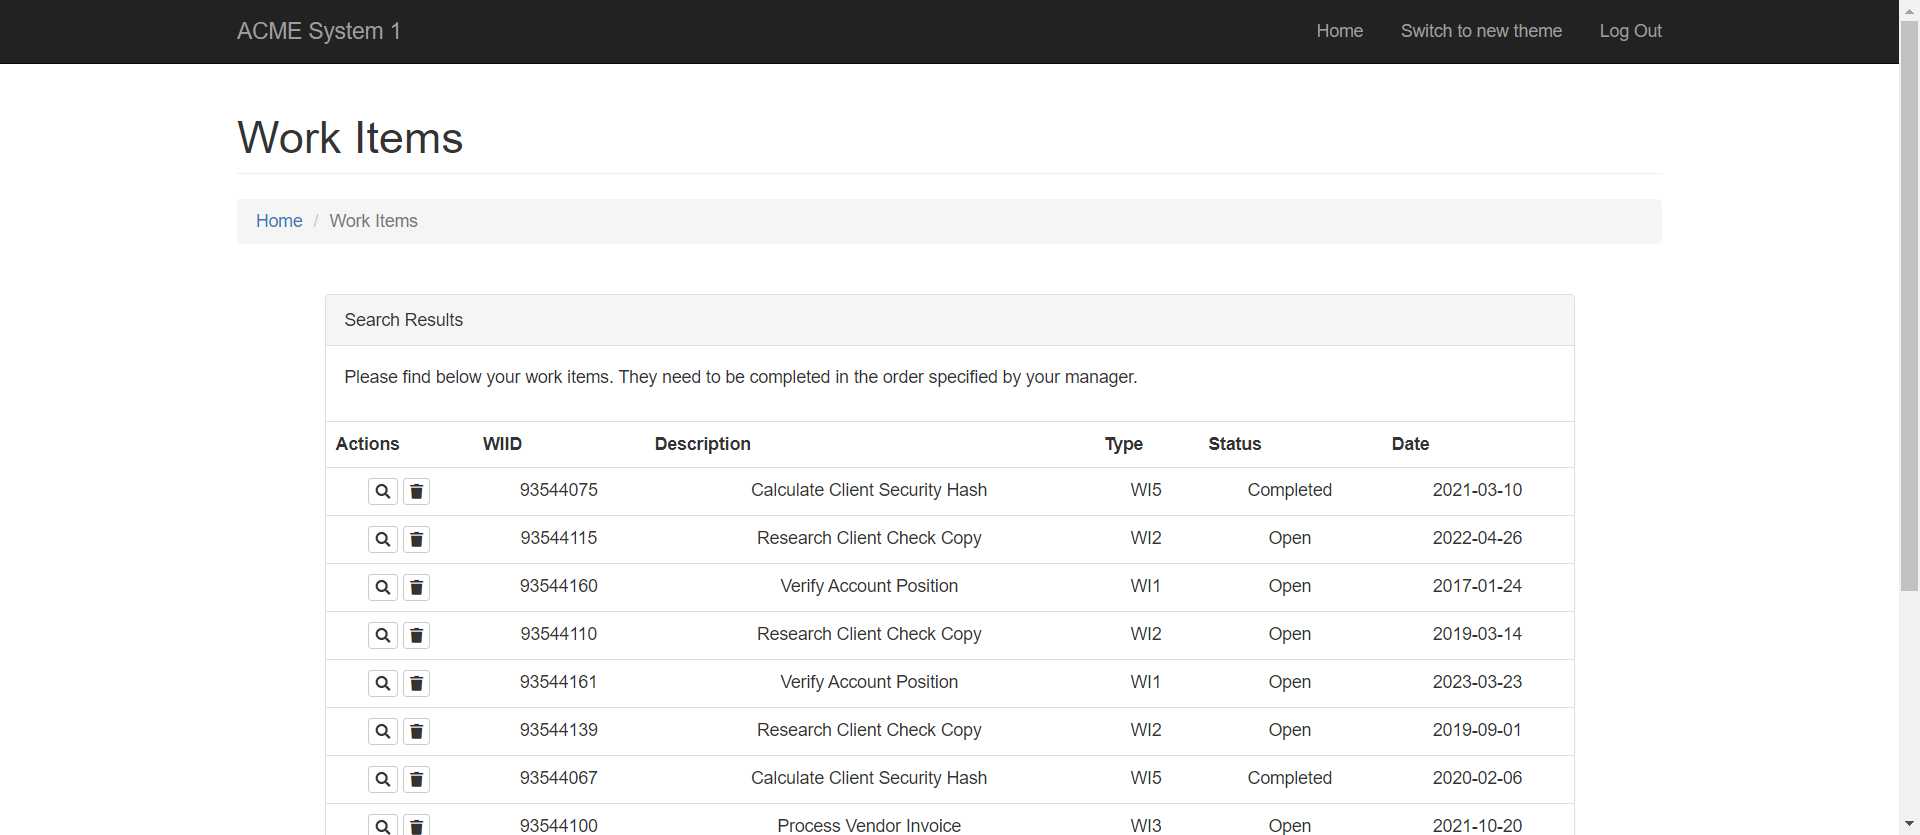 ACME System 1 Home Switch to new theme Log Out
Work Items
Home / Work Items
Search Results
Please find below your work items. They need to be completed in the order specified by your manager.
Actions WIID Description Type Status Date
93544075 Calculate Client Security Hash WI5 Completed 2021-03-10
93544115 Research Client Check Copy WI2 Open 2022-04-26
93544160 Verify Account Position WI1 Open 2017-01-24
93544110 Research Client Check Copy WI2 Open 2019-03-14
93544161 Verify Account Position WI1 Open 2023-03-23
93544139 Research Client Check Copy WI2 Open 2019-09-01
93544067 Calculate Client Security Hash WI5 Completed 2020-02-06
93544100 Process Vendor Invoice WI3 Open 2021-10-20